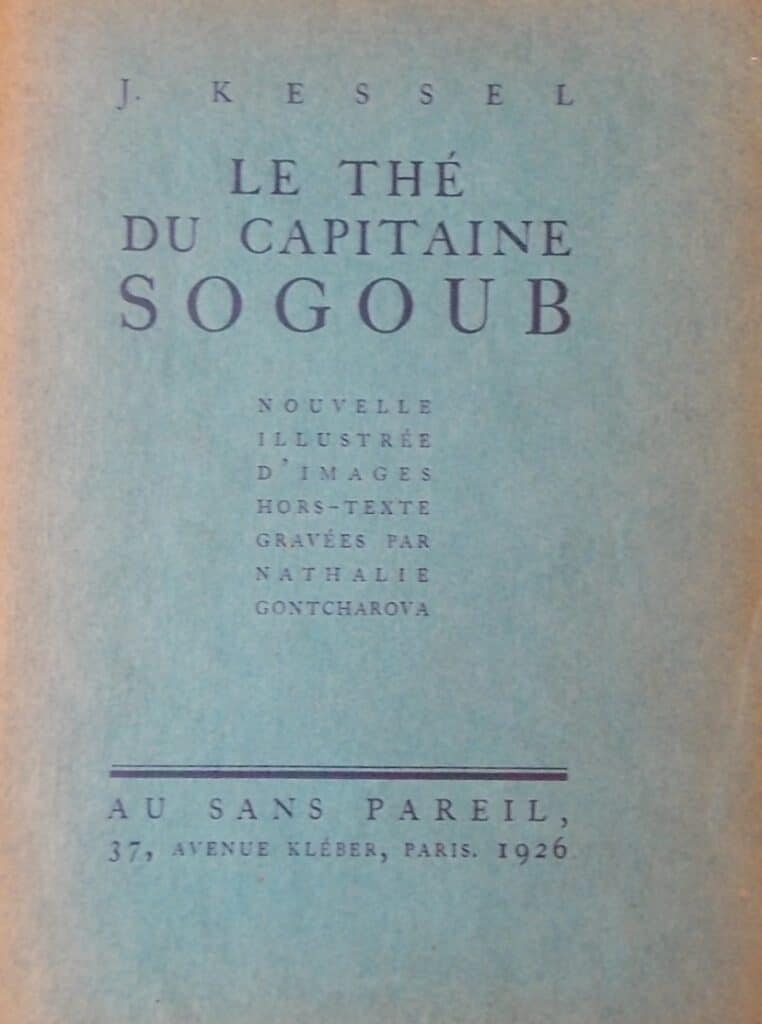 J. KESSEL
LE THÉ
DU CAPITAINE
SOGOUB
NOUVELLE
ILLUSTRÉE
D'IMAGES
HORS-TEXTE
GRAVÉES PAR
NATHALIE
GONTCHAROVA
AU SANS PAREIL,
37, AVENUE KLÉBER, PARIS. 1926